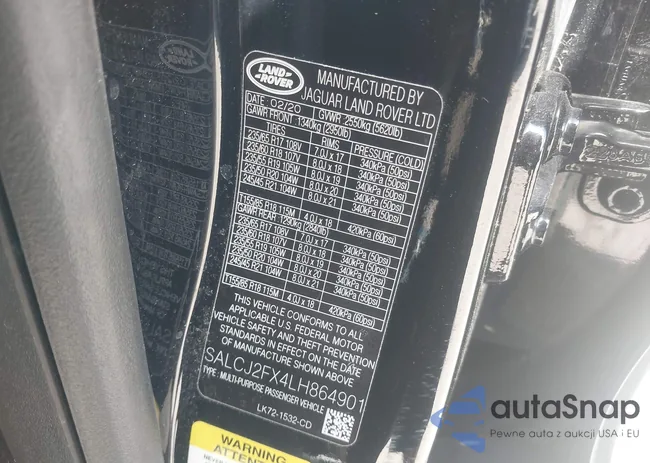 LAND ROVER
MANUFACTURED BY
JAGUAR LAND ROVER LTD
DATE 02/20 GVWR 2550kg (5620lb)
GAWR FRONT 1340kg (2950lb)
TIRES RIMS PRESSURE (COLD)
235/65 R17 108V 7.0J x 17 340kPa (50psi)
235/60 R18 107V 8.0J x 18 340kPa (50psi)
235/55 R19 105W 8.0J x 19 340kPa (50psi)
235/50 R20 104W 8.0J x 20 340kPa (50psi)
245/45 R21 104W 8.0J x 21 340kPa (50psi)
T155/85 R18 115M 4.0J x 18 420kPa (60psi)
GAWR REAR 1290kg (2840lb)
235/65 R17 108V 7.0J x 17 340kPa (50psi)
235/60 R18 107V 8.0J x 18 340kPa (50psi)
235/55 R19 105W 8.0J x 19 340kPa (50psi)
235/50 R20 104W 8.0J x 20 340kPa (50psi)
245/45 R21 104W 8.0J x 21 340kPa (50psi)
T155/85 R18 115M 4.0J x 18 420kPa (60psi)
THIS VEHICLE CONFORMS TO ALL
APPLICABLE U.S. FEDERAL MOTOR
VEHICLE SAFETY AND THEFT PREVENTION
STANDARDS IN EFFECT ON THE DATE
OF MANUFACTURE SHOWN ABOVE
SALCJ2FX4LH864901
TYPE : MULTI-PURPOSE PASSENGER VEHICLE
LK72-1532-CD
WARNING
autaSnap
Pewne auta z aukcji USA i EU